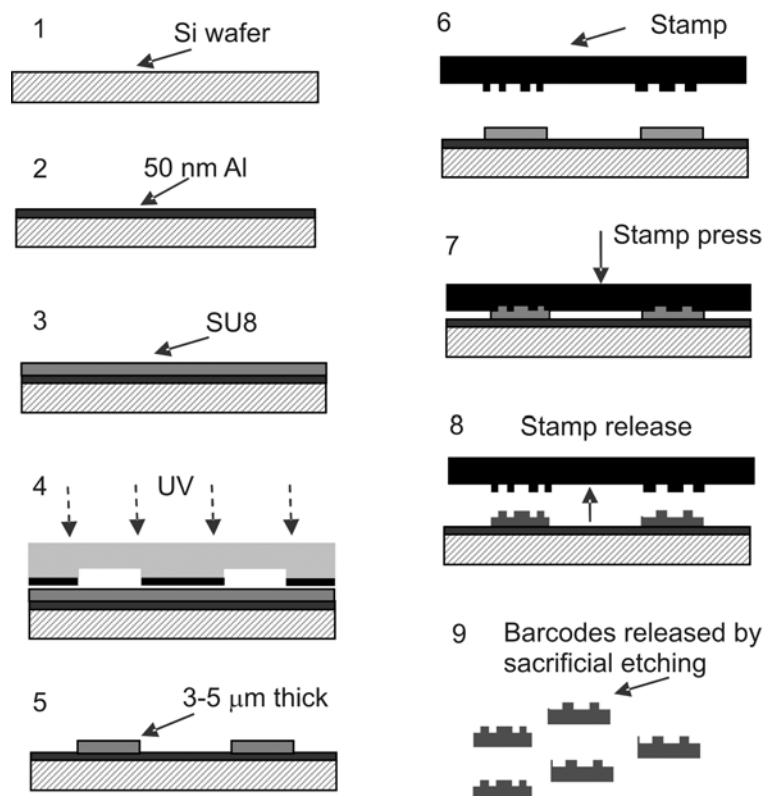 1
Si wafer
2
50 nm Al
3
SU8
4
UV
5
3-5 μm thick
6
Stamp
7
Stamp press
8
Stamp release
9
Barcodes released by
sacrificial etching